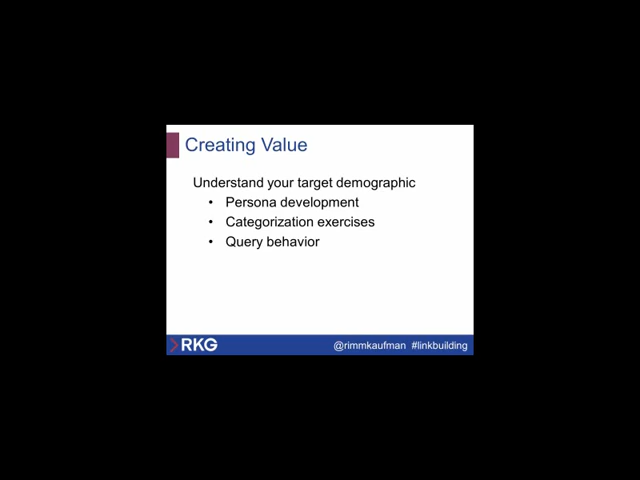 Creating Value
Understand your target demographic
• Persona development
• Categorization exercises
• Query behavior
RKG
@rimmkaufman #linkbuilding